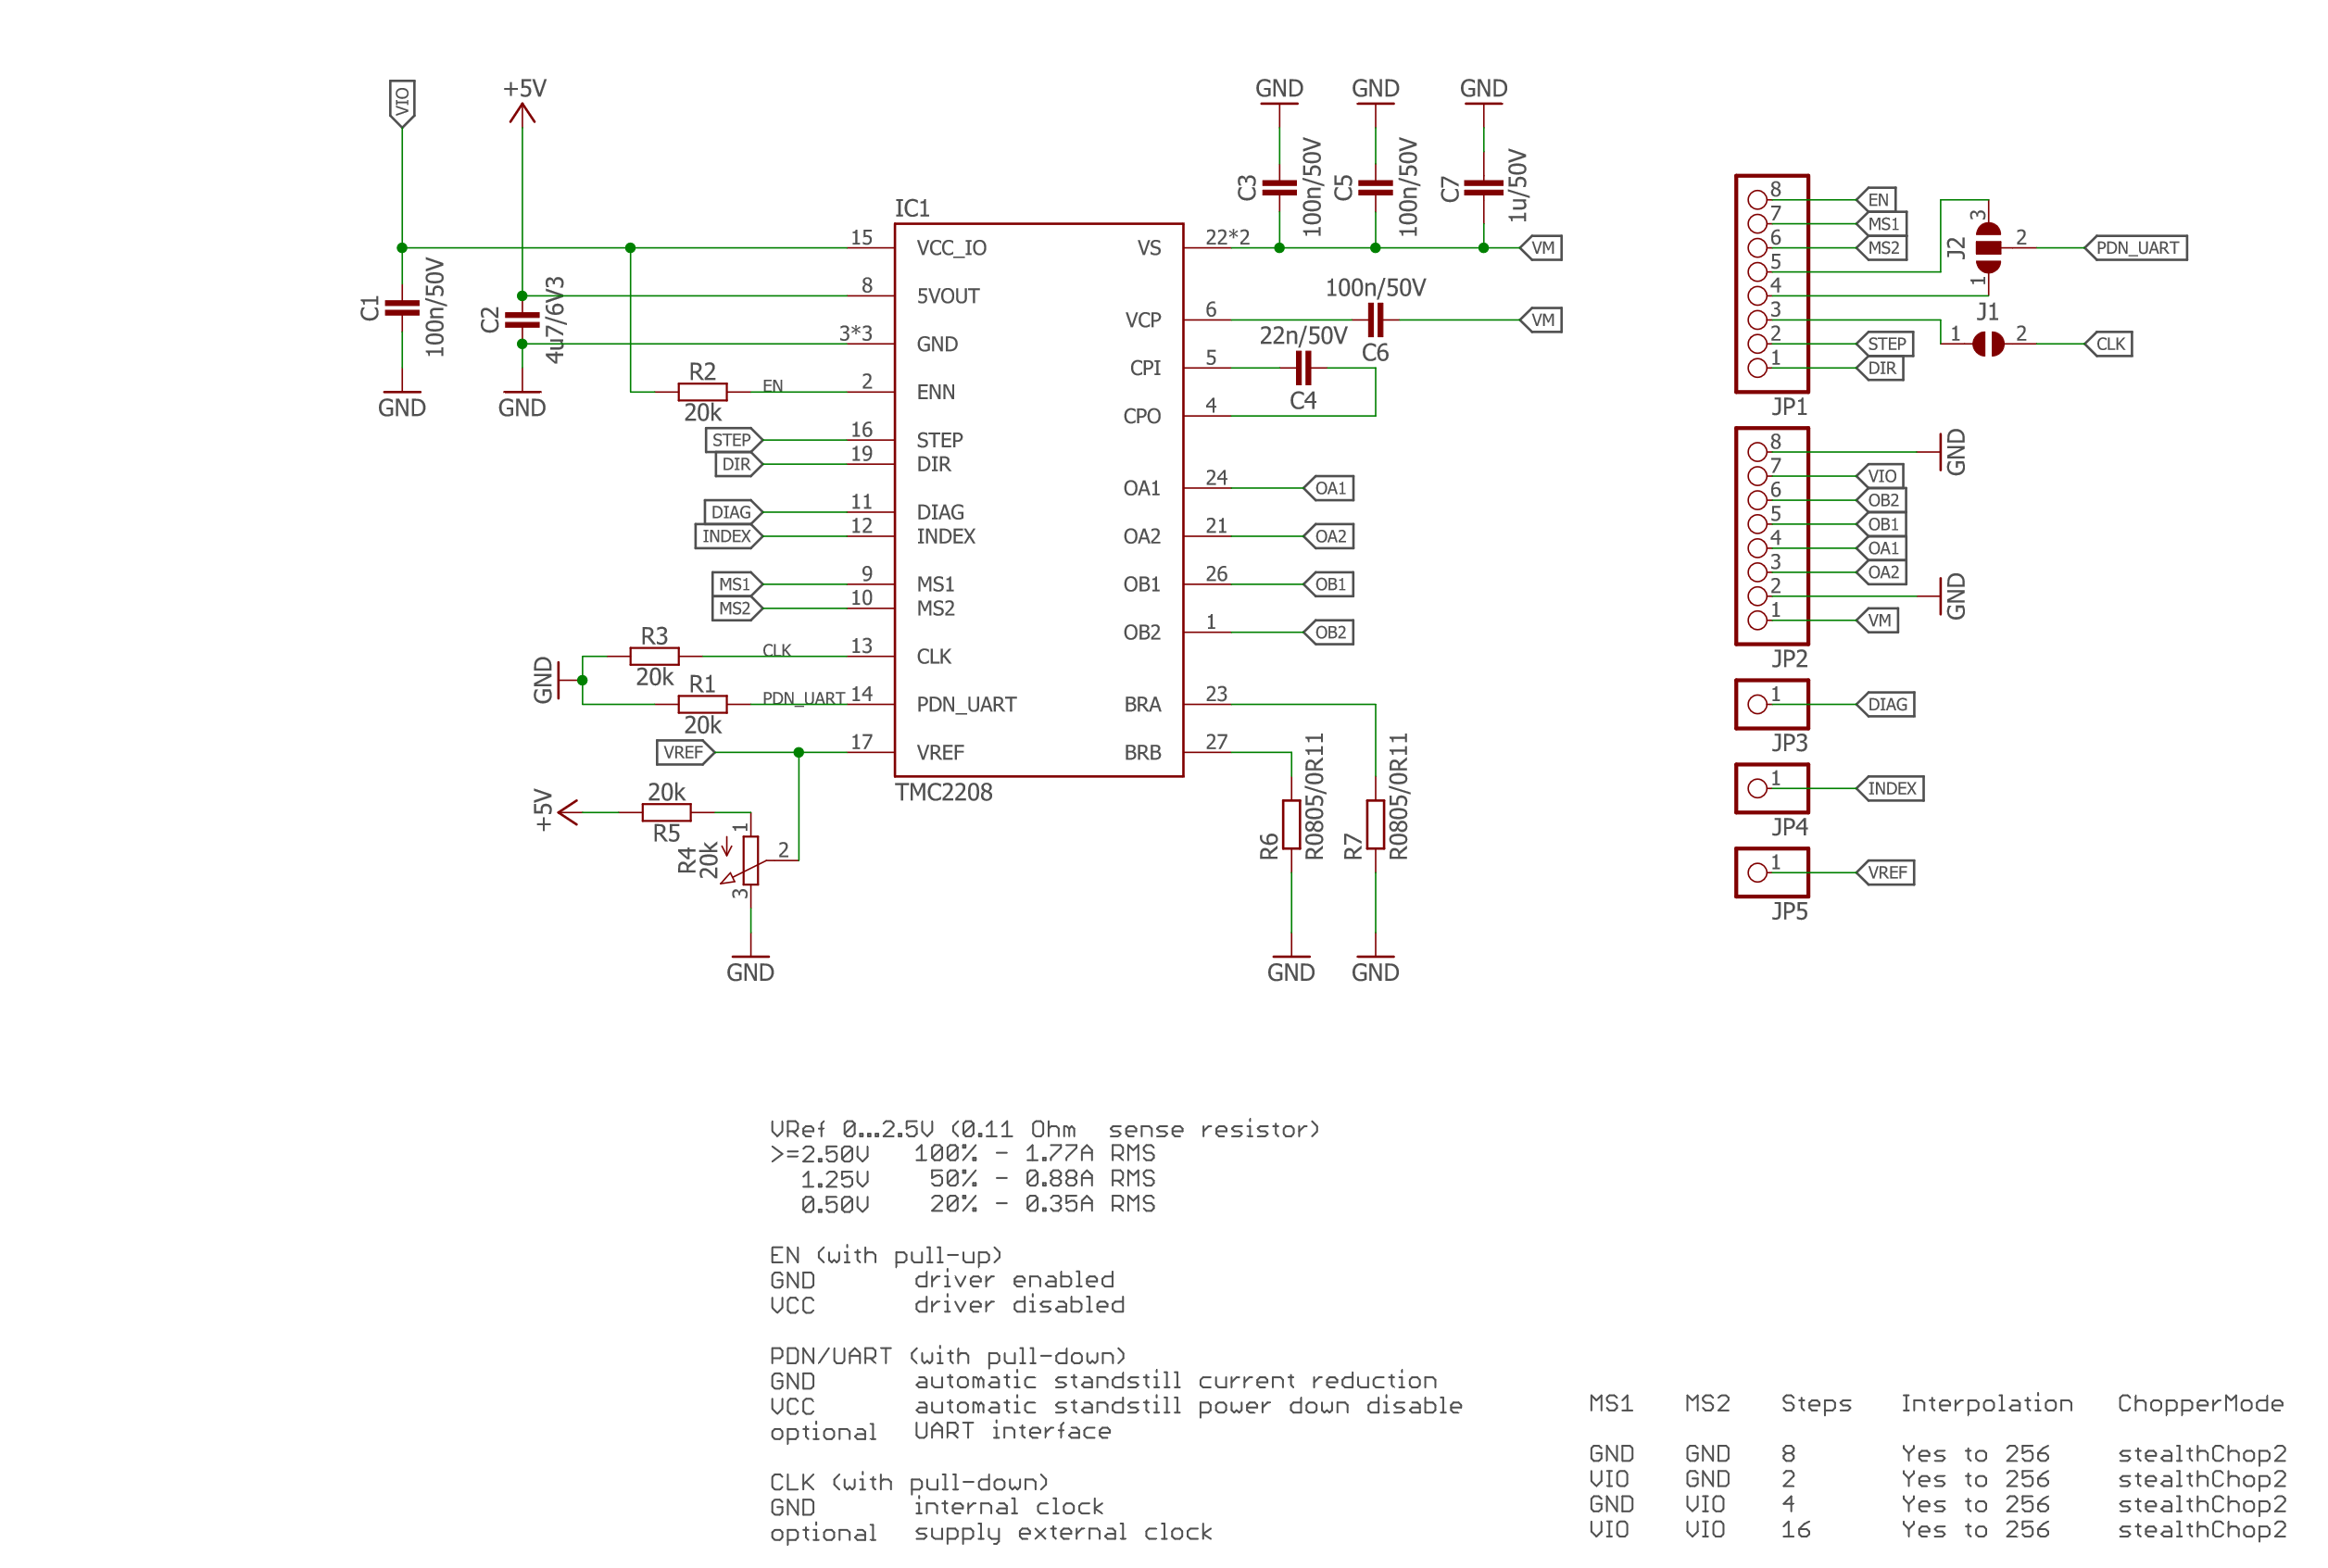 VIO
+5V
C1
100n/50V
GND
C2
4u7/6V3
GND
R2
20k
EN
STEP
DIR
DIAG
INDEX
MS1
MS2
R3
20k
CLK
GND
R1
20k
PDN_UART
VREF
+5V
20k
R5
R4
20k
1
2
3
GND
IC1
15 VCC_IO
8 5VOUT
3*3 GND
2 ENN
16 STEP
19 DIR
11 DIAG
12 INDEX
9 MS1
10 MS2
13 CLK
14 PDN_UART
17 VREF
TMC2208
VS 22*2
VCP 6
CPI 5
CPO 4
OA1 24
OA2 21
OB1 26
OB2 1
BRA 23
BRB 27
GND
C3
100n/50V
GND
C5
100n/50V
GND
C7
1u/50V
VM
100n/50V
C6
VM
22n/50V
C4
OA1
OA2
OB1
OB2
R6
R0805/0R11
GND
R7
R0805/0R11
GND
8 EN
7 MS1
6 MS2
5
4
3
2 STEP
1 DIR
JP1
J2
3
2
1
PDN_UART
J1
1
2
CLK
8 GND
7 VIO
6 OB2
5 OB1
4 OA1
3 OA2
2 GND
1 VM
JP2
1 DIAG
JP3
1 INDEX
JP4
1 VREF
JP5
VRef 0...2.5V (0.11 Ohm sense resistor)
>=2.50V 100% - 1.77A RMS
1.25V 50% - 0.88A RMS
0.50V 20% - 0.35A RMS
EN (with pull-up)
GND driver enabled
VCC driver disabled
PDN/UART (with pull-down)
GND automatic standstill current reduction
VCC automatic standstill power down disable
optional UART interface
CLK (with pull-down)
GND internal clock
optional supply external clock
MS1 MS2 Steps Interpolation ChopperMode
GND GND 8 Yes to 256 stealthChop2
VIO GND 2 Yes to 256 stealthChop2
GND VIO 4 Yes to 256 stealthChop2
VIO VIO 16 Yes to 256 stealthChop2